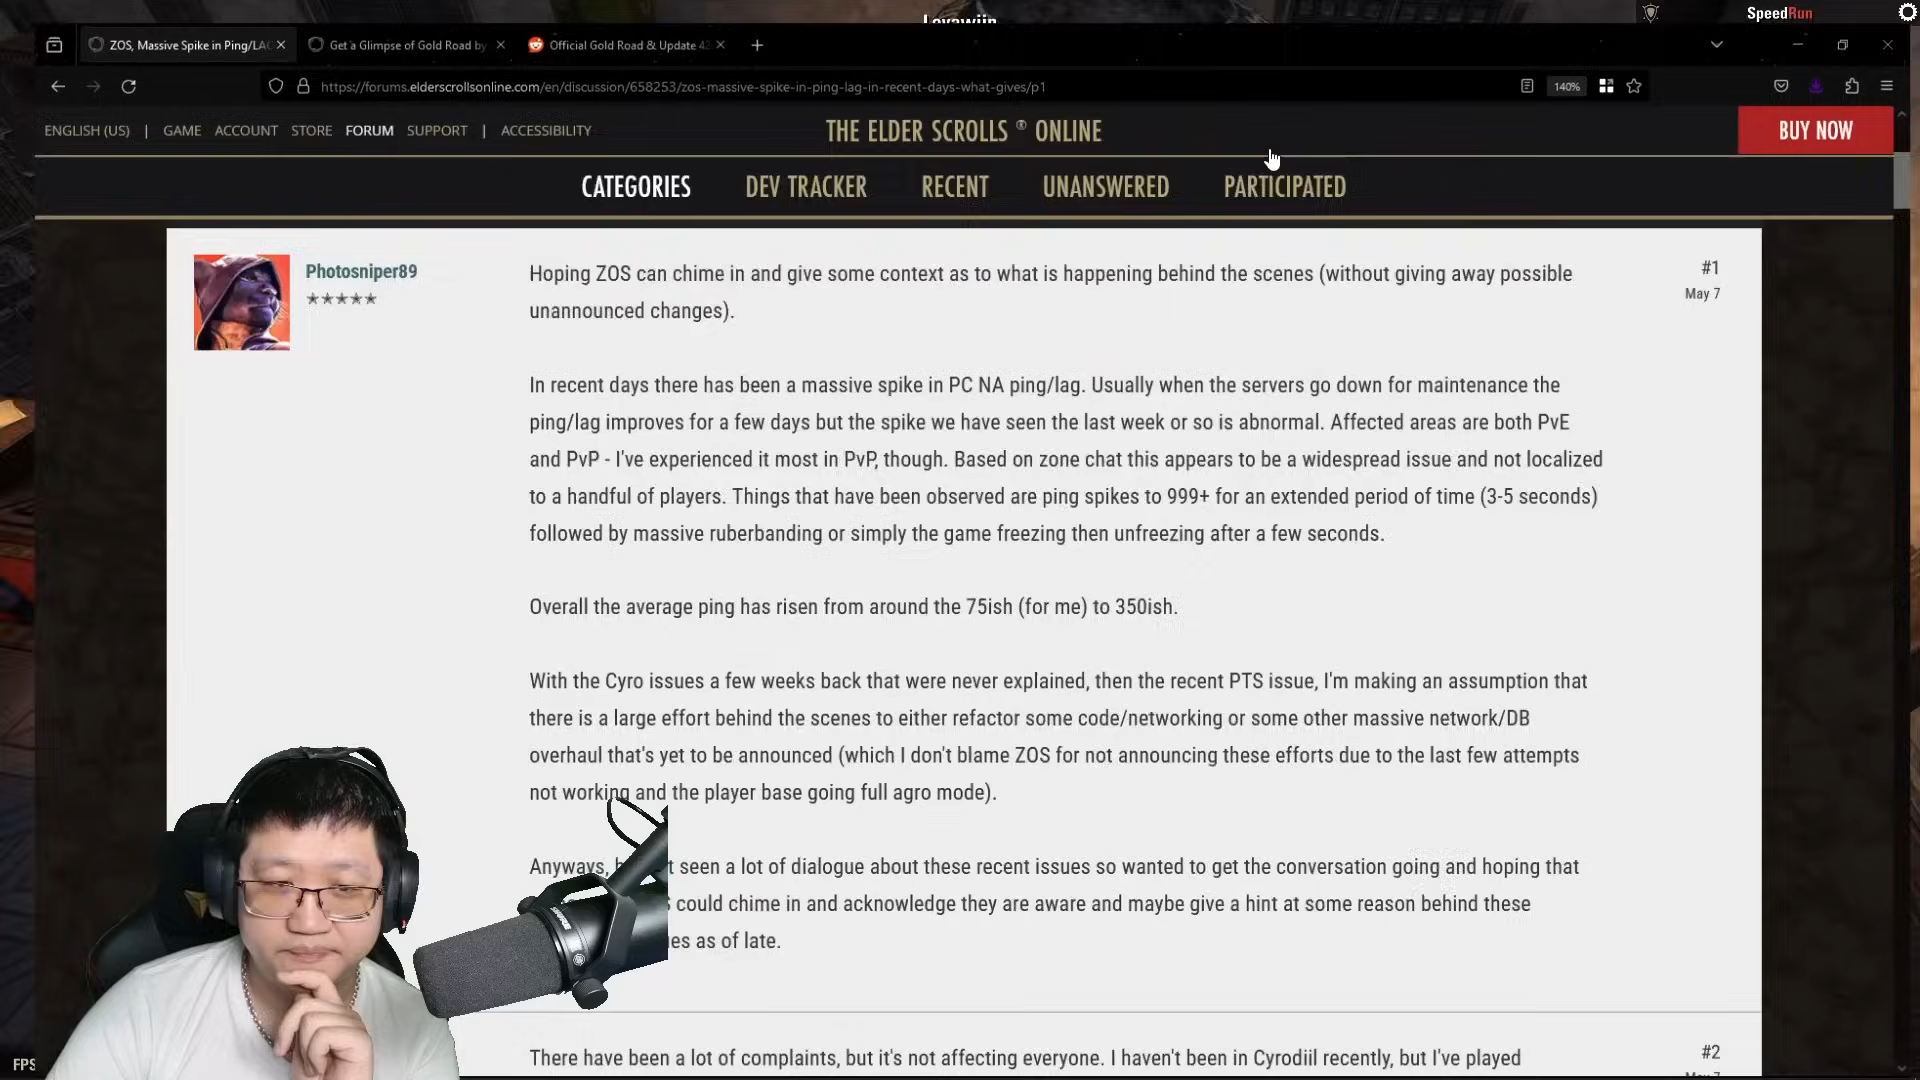 Leyawiin
SpeedRun
ZOS, Massive Spike in Ping/LAG
Get a Glimpse of Gold Road by
Official Gold Road & Update 42
https://forums.elderscrollsonline.com/en/discussion/658253/zos-massive-spike-in-ping-lag-in-recent-days-what-gives/p1
140%
ENGLISH (US) | GAME ACCOUNT STORE FORUM SUPPORT | ACCESSIBILITY
THE ELDER SCROLLS ® ONLINE
BUY NOW
CATEGORIES DEV TRACKER RECENT UNANSWERED PARTICIPATED
Photosniper89
#1
May 7
Hoping ZOS can chime in and give some context as to what is happening behind the scenes (without giving away possible
unannounced changes).
In recent days there has been a massive spike in PC NA ping/lag. Usually when the servers go down for maintenance the
ping/lag improves for a few days but the spike we have seen the last week or so is abnormal. Affected areas are both PvE
and PvP - I've experienced it most in PvP, though. Based on zone chat this appears to be a widespread issue and not localized
to a handful of players. Things that have been observed are ping spikes to 999+ for an extended period of time (3-5 seconds)
followed by massive ruberbanding or simply the game freezing then unfreezing after a few seconds.
Overall the average ping has risen from around the 75ish (for me) to 350ish.
With the Cyro issues a few weeks back that were never explained, then the recent PTS issue, I'm making an assumption that
there is a large effort behind the scenes to either refactor some code/networking or some other massive network/DB
overhaul that's yet to be announced (which I don't blame ZOS for not announcing these efforts due to the last few attempts
not working and the player base going full agro mode).
Anyways, seen a lot of dialogue about these recent issues so wanted to get the conversation going and hoping that
could chime in and acknowledge they are aware and maybe give a hint at some reason behind these
as of late.
There have been a lot of complaints, but it's not affecting everyone. I haven't been in Cyrodiil recently, but I've played
#2
May 7
FPS